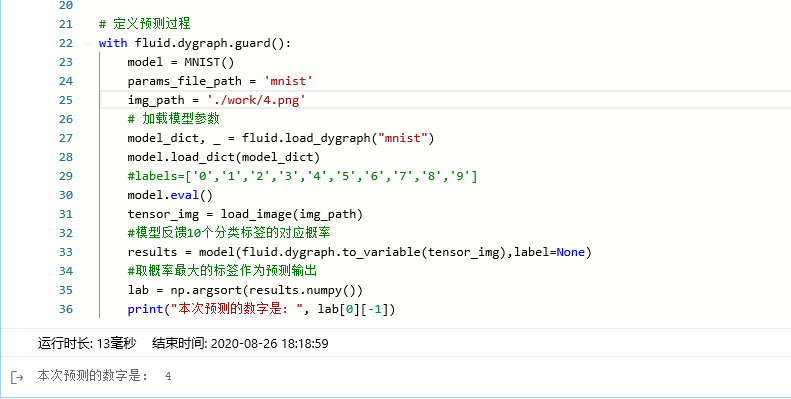 20
21 # 定义预测过程
22 with fluid.dygraph.guard():
23     model = MNIST()
24     params_file_path = 'mnist'
25     img_path = './work/4.png'
26     # 加载模型参数
27     model_dict, _ = fluid.load_dygraph("mnist")
28     model.load_dict(model_dict)
29     #labels=['0','1','2','3','4','5','6','7','8','9']
30     model.eval()
31     tensor_img = load_image(img_path)
32     #模型反馈10个分类标签的对应概率
33     results = model(fluid.dygraph.to_variable(tensor_img),label=None)
34     #取概率最大的标签作为预测输出
35     lab = np.argsort(results.numpy())
36     print("本次预测的数字是: ", lab[0][-1])
运行时长: 13毫秒 结束时间: 2020-08-26 18:18:59
本次预测的数字是: 4